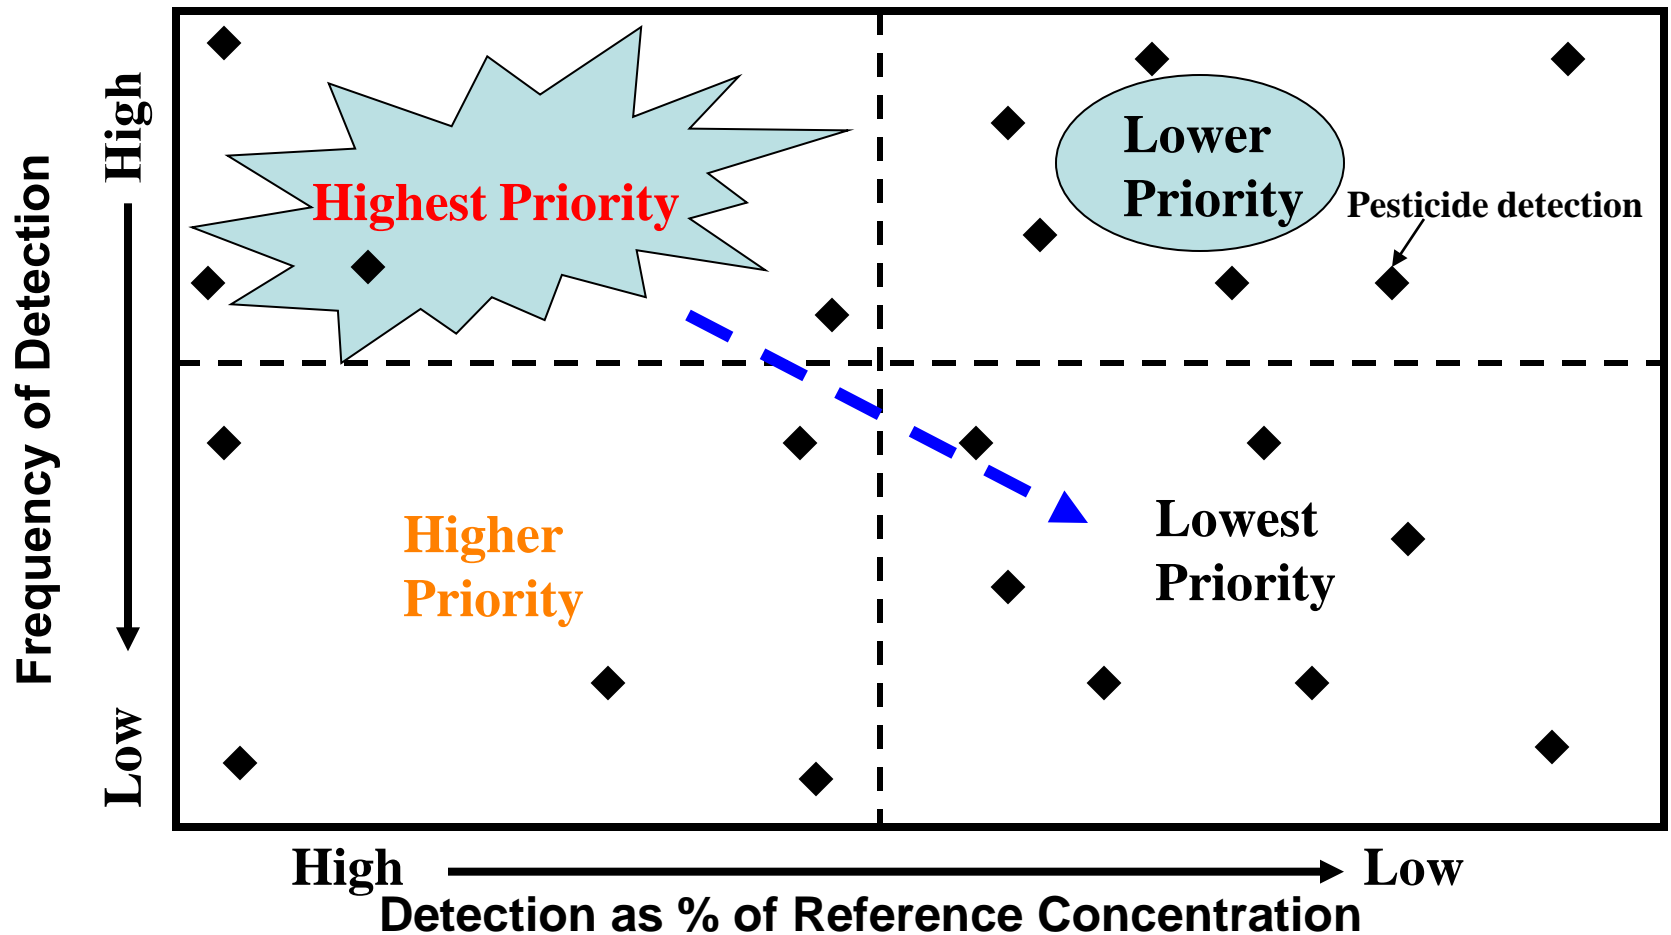 Frequency of Detection
High
Low
Highest Priority
Lower
Priority
Pesticide detection
Higher
Priority
Lowest
Priority
High
Low
Detection as % of Reference Concentration